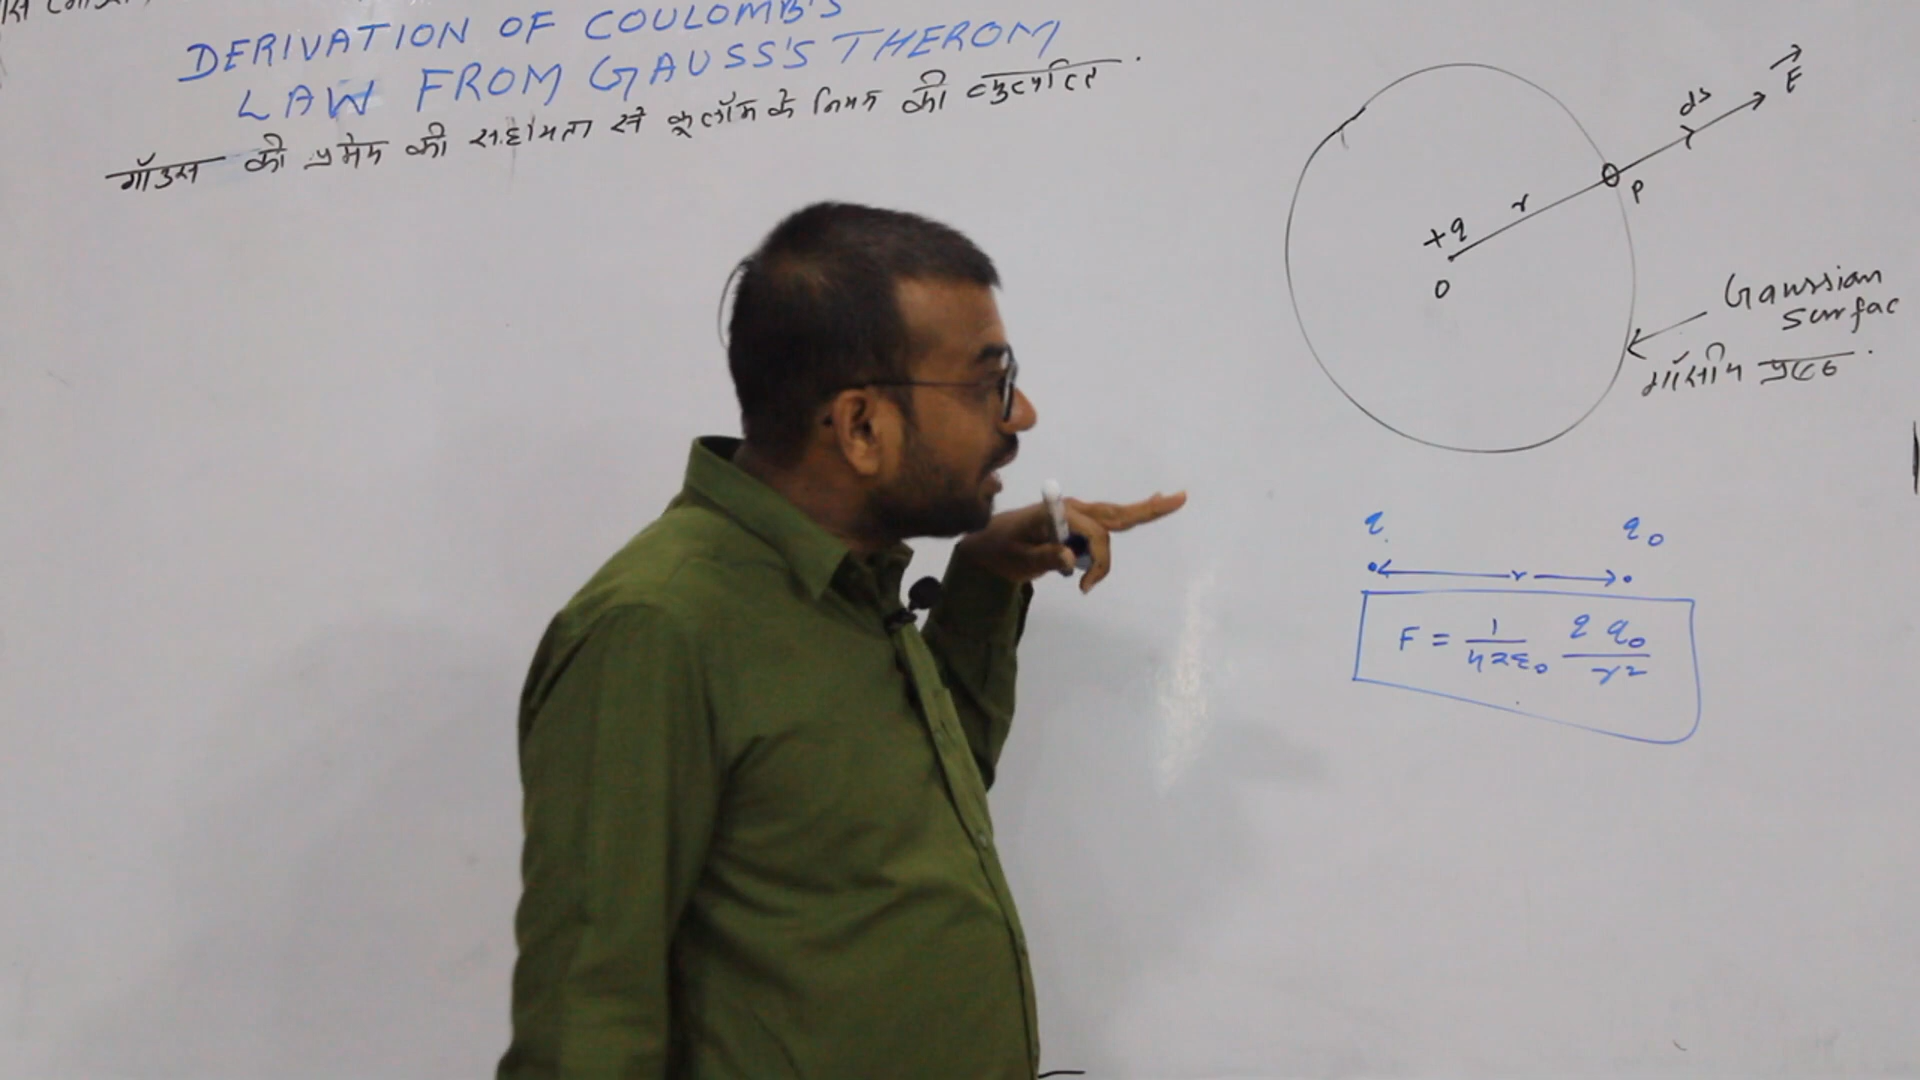 DERIVATION OF COULOMB'S
LAW FROM GAUSS'S THEROM
गॉउस की प्रमेय की सहायता से कूलॉम के नियम की व्युत्पत्ति
E
ds
P
r
+q
O
Gaussian
Surfac
गॉसीय पृष्ठ
q q₀
r
F = 1/4πε₀ q q₀/r²